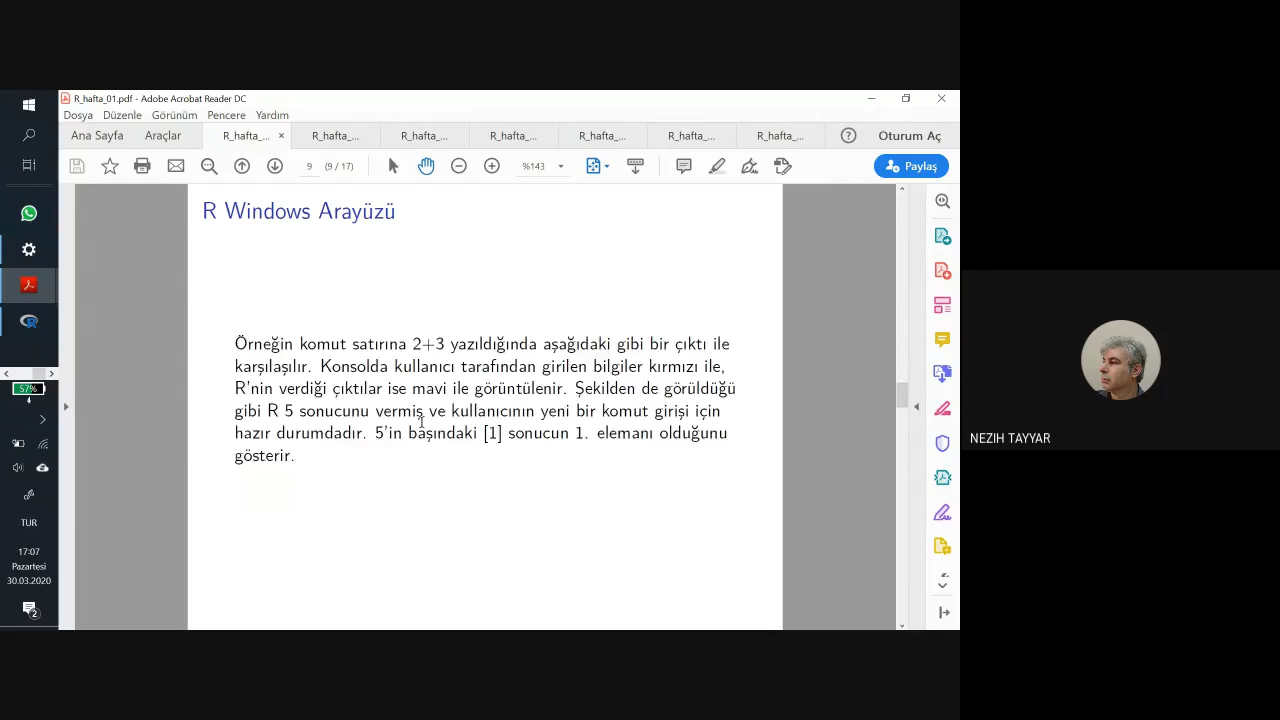 R_hafta_01.pdf - Adobe Acrobat Reader DC
Dosya Düzenle Görünüm Pencere Yardım
Ana Sayfa Araçlar R_hafta_... × R_hafta_... R_hafta_... R_hafta_... R_hafta_... R_hafta_... R_hafta_... Oturum Aç
9 (9 / 17) %143 Paylaş
R Windows Arayüzü
Örneğin komut satırına 2+3 yazıldığında aşağıdaki gibi bir çıktı ile
karşılaşılır. Konsolda kullanıcı tarafından girilen bilgiler kırmızı ile,
R'nin verdiği çıktılar ise mavi ile görüntülenir. Şekilden de görüldüğü
gibi R 5 sonucunu vermiş ve kullanıcının yeni bir komut girişi için
hazır durumdadır. 5'in başındaki [1] sonucun 1. elemanı olduğunu
gösterir.
57%
TUR
17:07
Pazartesi
30.03.2020
2
NEZIH TAYYAR